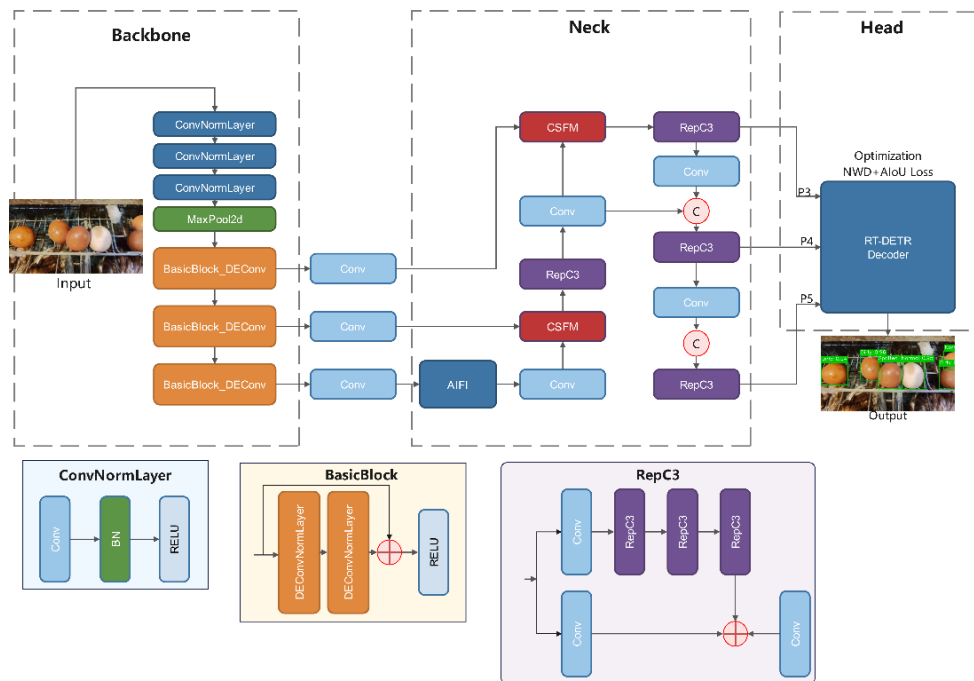 Backbone
Neck
Head
ConvNormLayer
ConvNormLayer
ConvNormLayer
MaxPool2d
BasicBlock_DEConv
BasicBlock_DEConv
BasicBlock_DEConv
Input
Conv
Conv
Conv
AIFI
CSFM
Conv
RepC3
CSFM
Conv
RepC3
Conv
C
RepC3
Conv
C
RepC3
Optimization
NWD+AIoU Loss
P3
P4
P5
RT-DETR
Decoder
Output
ConvNormLayer
Conv
BN
RELU
BasicBlock
DEConvNormLayer
DEConvNormLayer
RELU
RepC3
Conv
RepC3
RepC3
RepC3
Conv
Conv